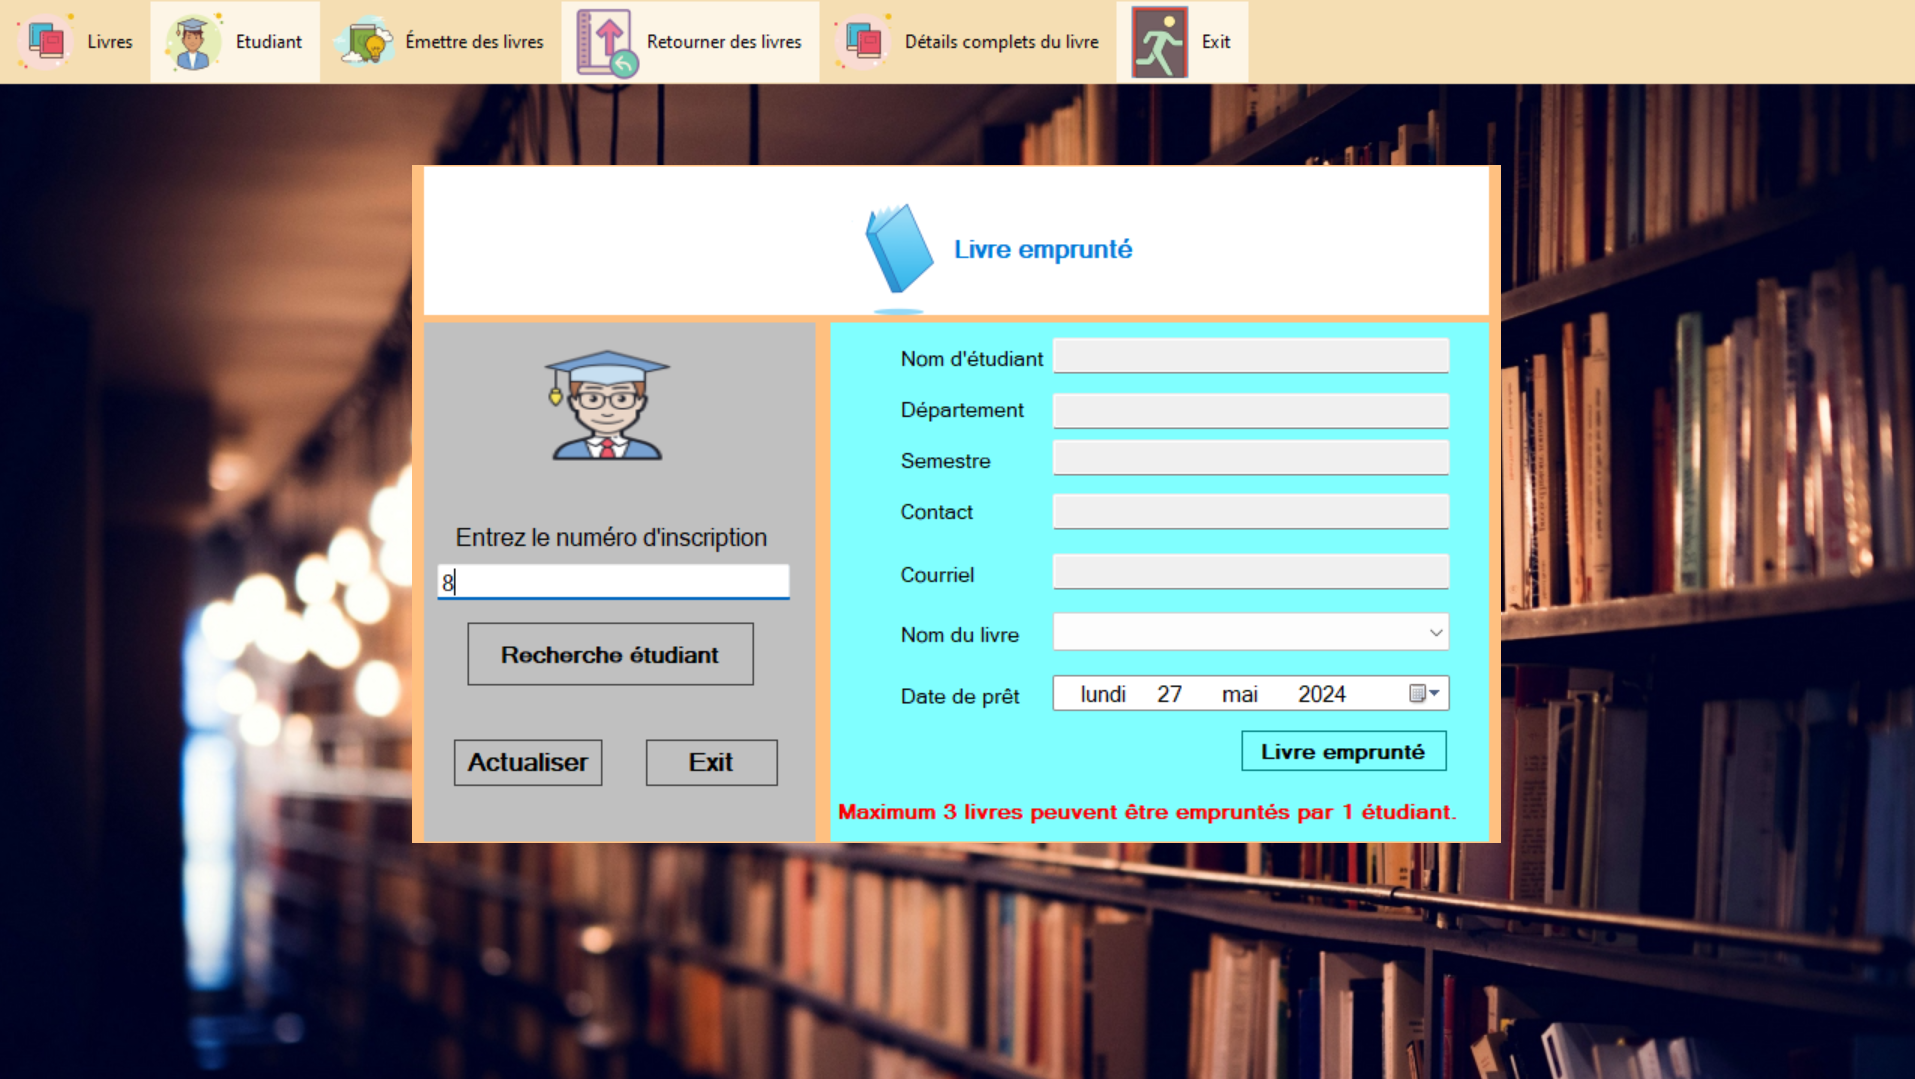 Livres
Etudiant
Émettre des livres
Retourner des livres
Détails complets du livre
Exit
Livre emprunté
Entrez le numéro d'inscription
8
Recherche étudiant
Actualiser
Exit
Nom d'étudiant
Département
Semestre
Contact
Courriel
Nom du livre
Date de prêt
lundi 27 mai 2024
Livre emprunté
Maximum 3 livres peuvent être empruntés par 1 étudiant.